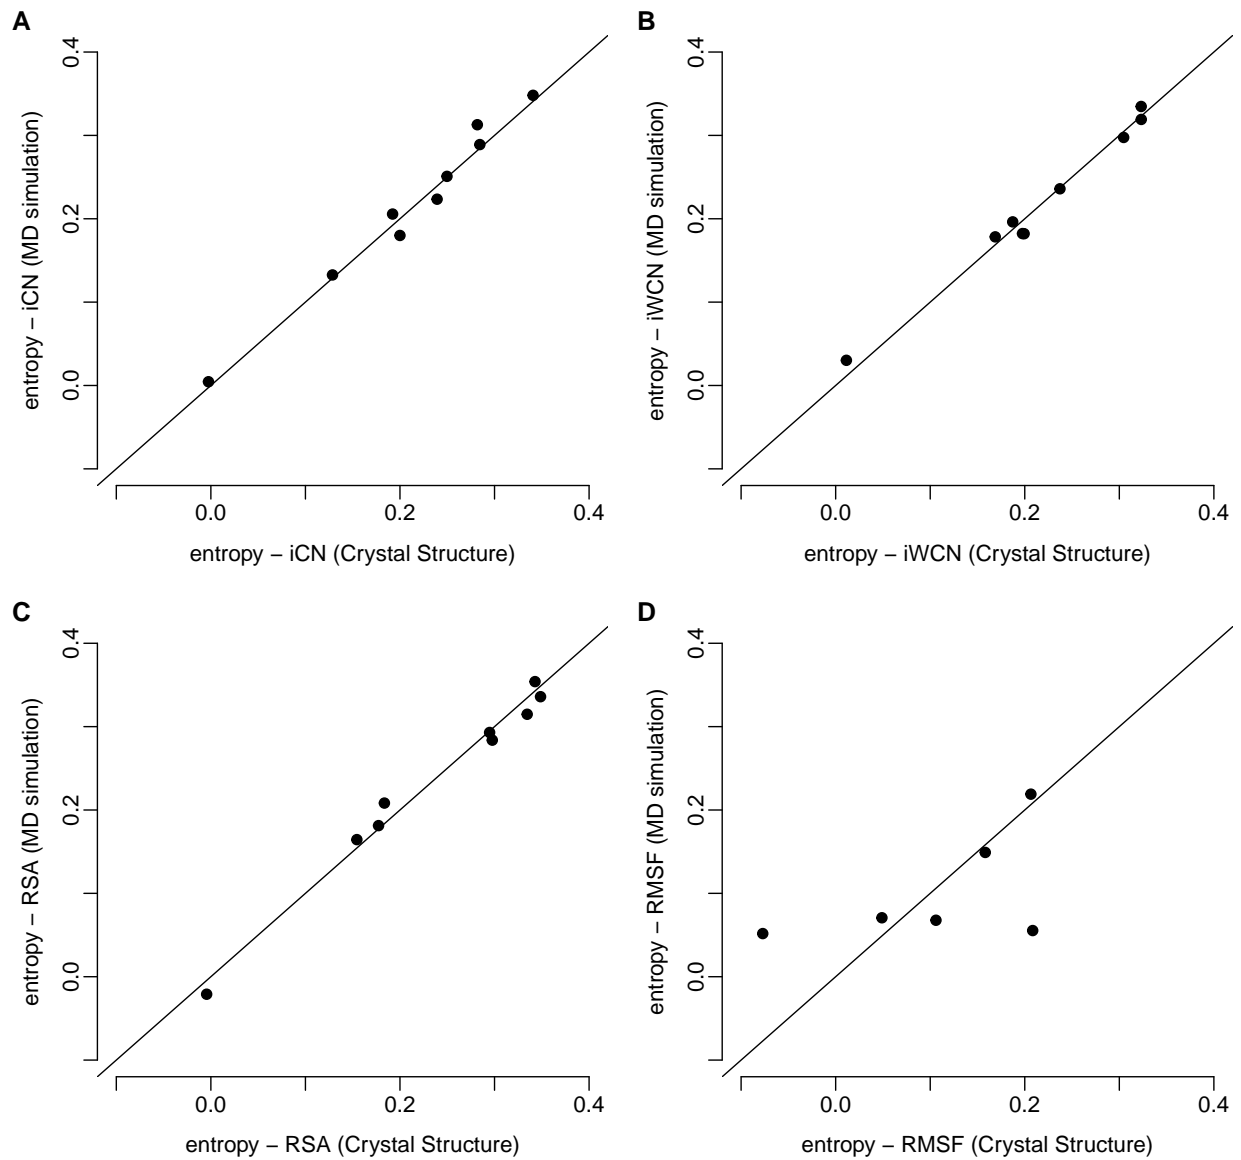 A
entropy − iCN (MD simulation)
0.0 0.2 0.4
0.0 0.2 0.4
entropy − iCN (Crystal Structure)
B
entropy − iWCN (MD simulation)
0.0 0.2 0.4
0.0 0.2 0.4
entropy − iWCN (Crystal Structure)
C
entropy − RSA (MD simulation)
0.0 0.2 0.4
0.0 0.2 0.4
entropy − RSA (Crystal Structure)
D
entropy − RMSF (MD simulation)
0.0 0.2 0.4
0.0 0.2 0.4
entropy − RMSF (Crystal Structure)